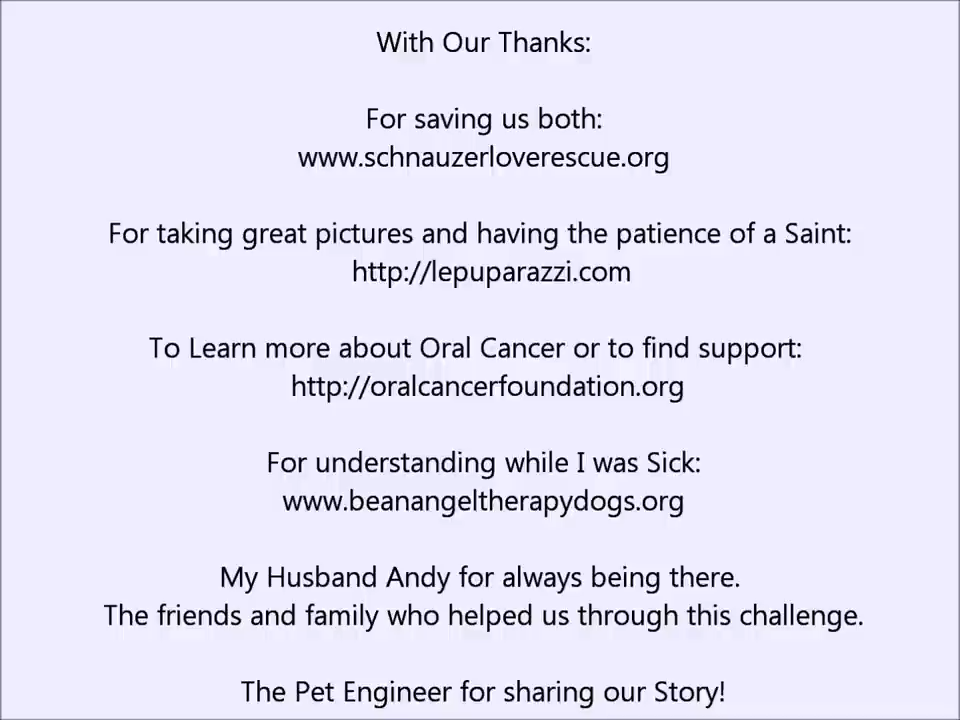 With Our Thanks:
For saving us both:
www.schnauzerloverescue.org
For taking great pictures and having the patience of a Saint:
http://lepuparazzi.com
To Learn more about Oral Cancer or to find support:
http://oralcancerfoundation.org
For understanding while I was Sick:
www.beanangeltherapydogs.org
My Husband Andy for always being there.
The friends and family who helped us through this challenge.
The Pet Engineer for sharing our Story!